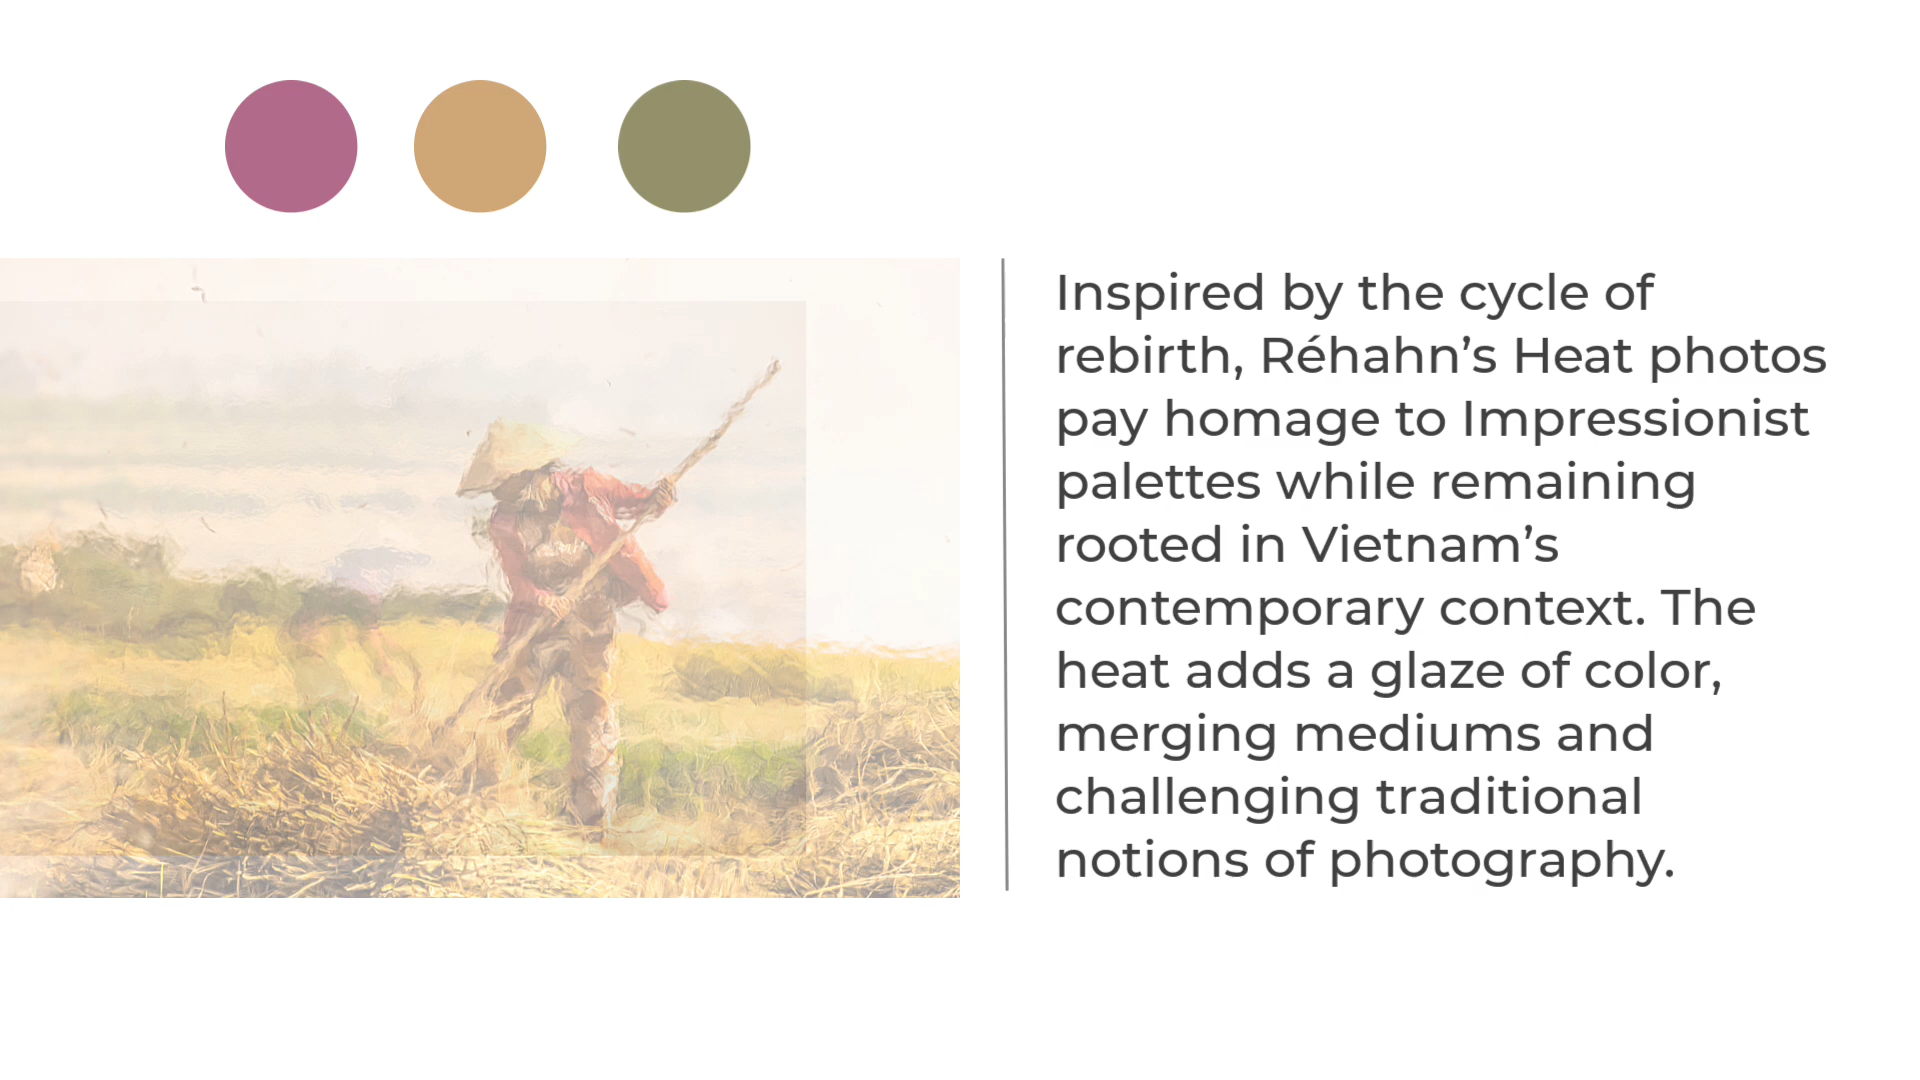 Inspired by the cycle of
rebirth, Réhahn’s Heat photos
pay homage to Impressionist
palettes while remaining
rooted in Vietnam’s
contemporary context. The
heat adds a glaze of color,
merging mediums and
challenging traditional
notions of photography.